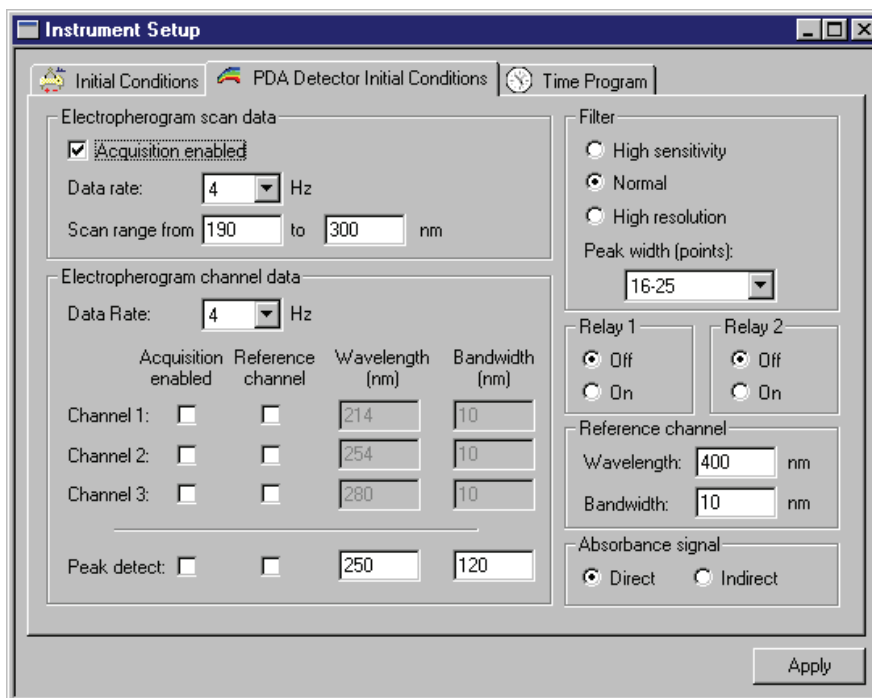 Instrument Setup
Initial Conditions
PDA Detector Initial Conditions
Time Program
Electropherogram scan data
Acquisition enabled
Data rate: 4 Hz
Scan range from 190 to 300 nm
Electropherogram channel data
Data Rate: 4 Hz
Acquisition enabled Reference channel Wavelength (nm) Bandwidth (nm)
Channel 1: 214 10
Channel 2: 254 10
Channel 3: 280 10
Peak detect: 250 120
Filter
High sensitivity
Normal
High resolution
Peak width (points):
16-25
Relay 1
Off
On
Relay 2
Off
On
Reference channel
Wavelength: 400 nm
Bandwidth: 10 nm
Absorbance signal
Direct Indirect
Apply